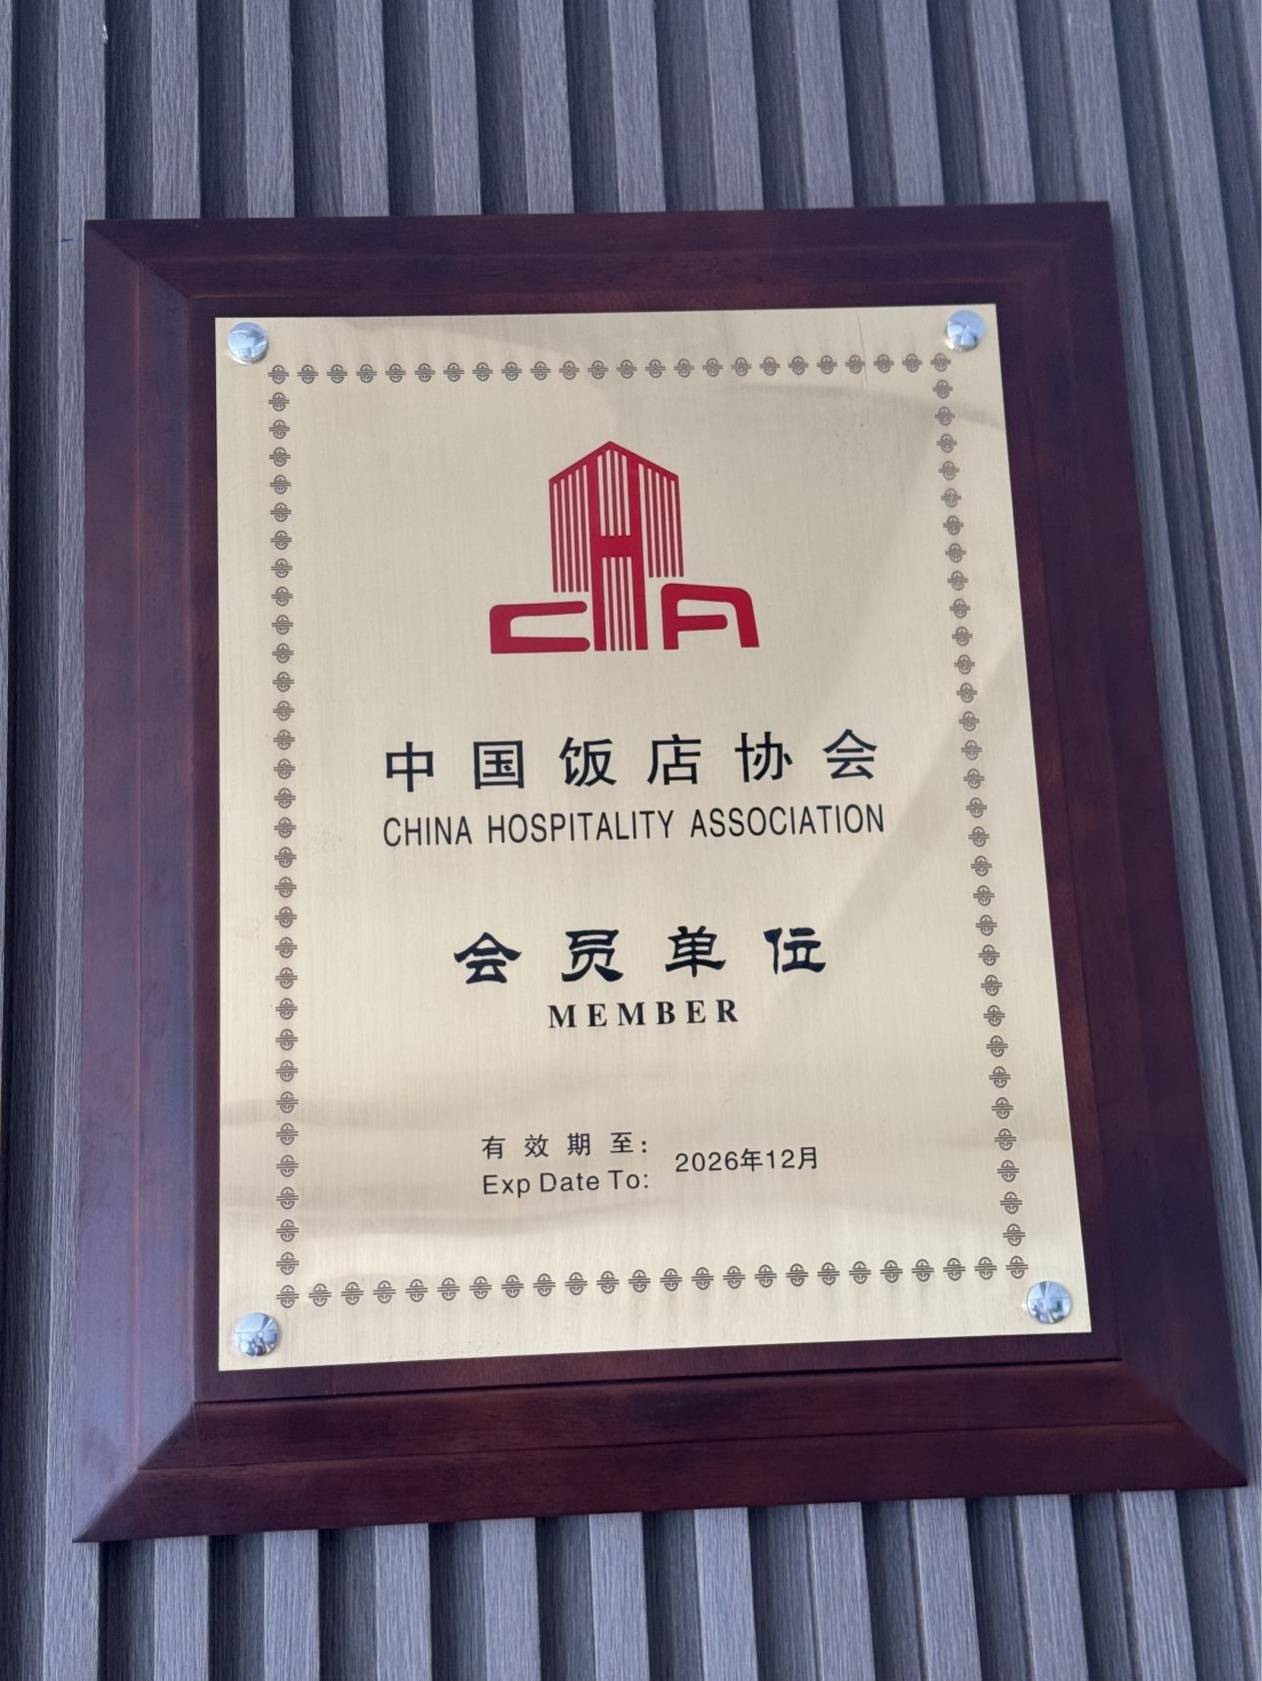 CHA
中国饭店协会
CHINA HOSPITALITY ASSOCIATION
会员单位
MEMBER
有效期至: 2026年12月
Exp Date To: